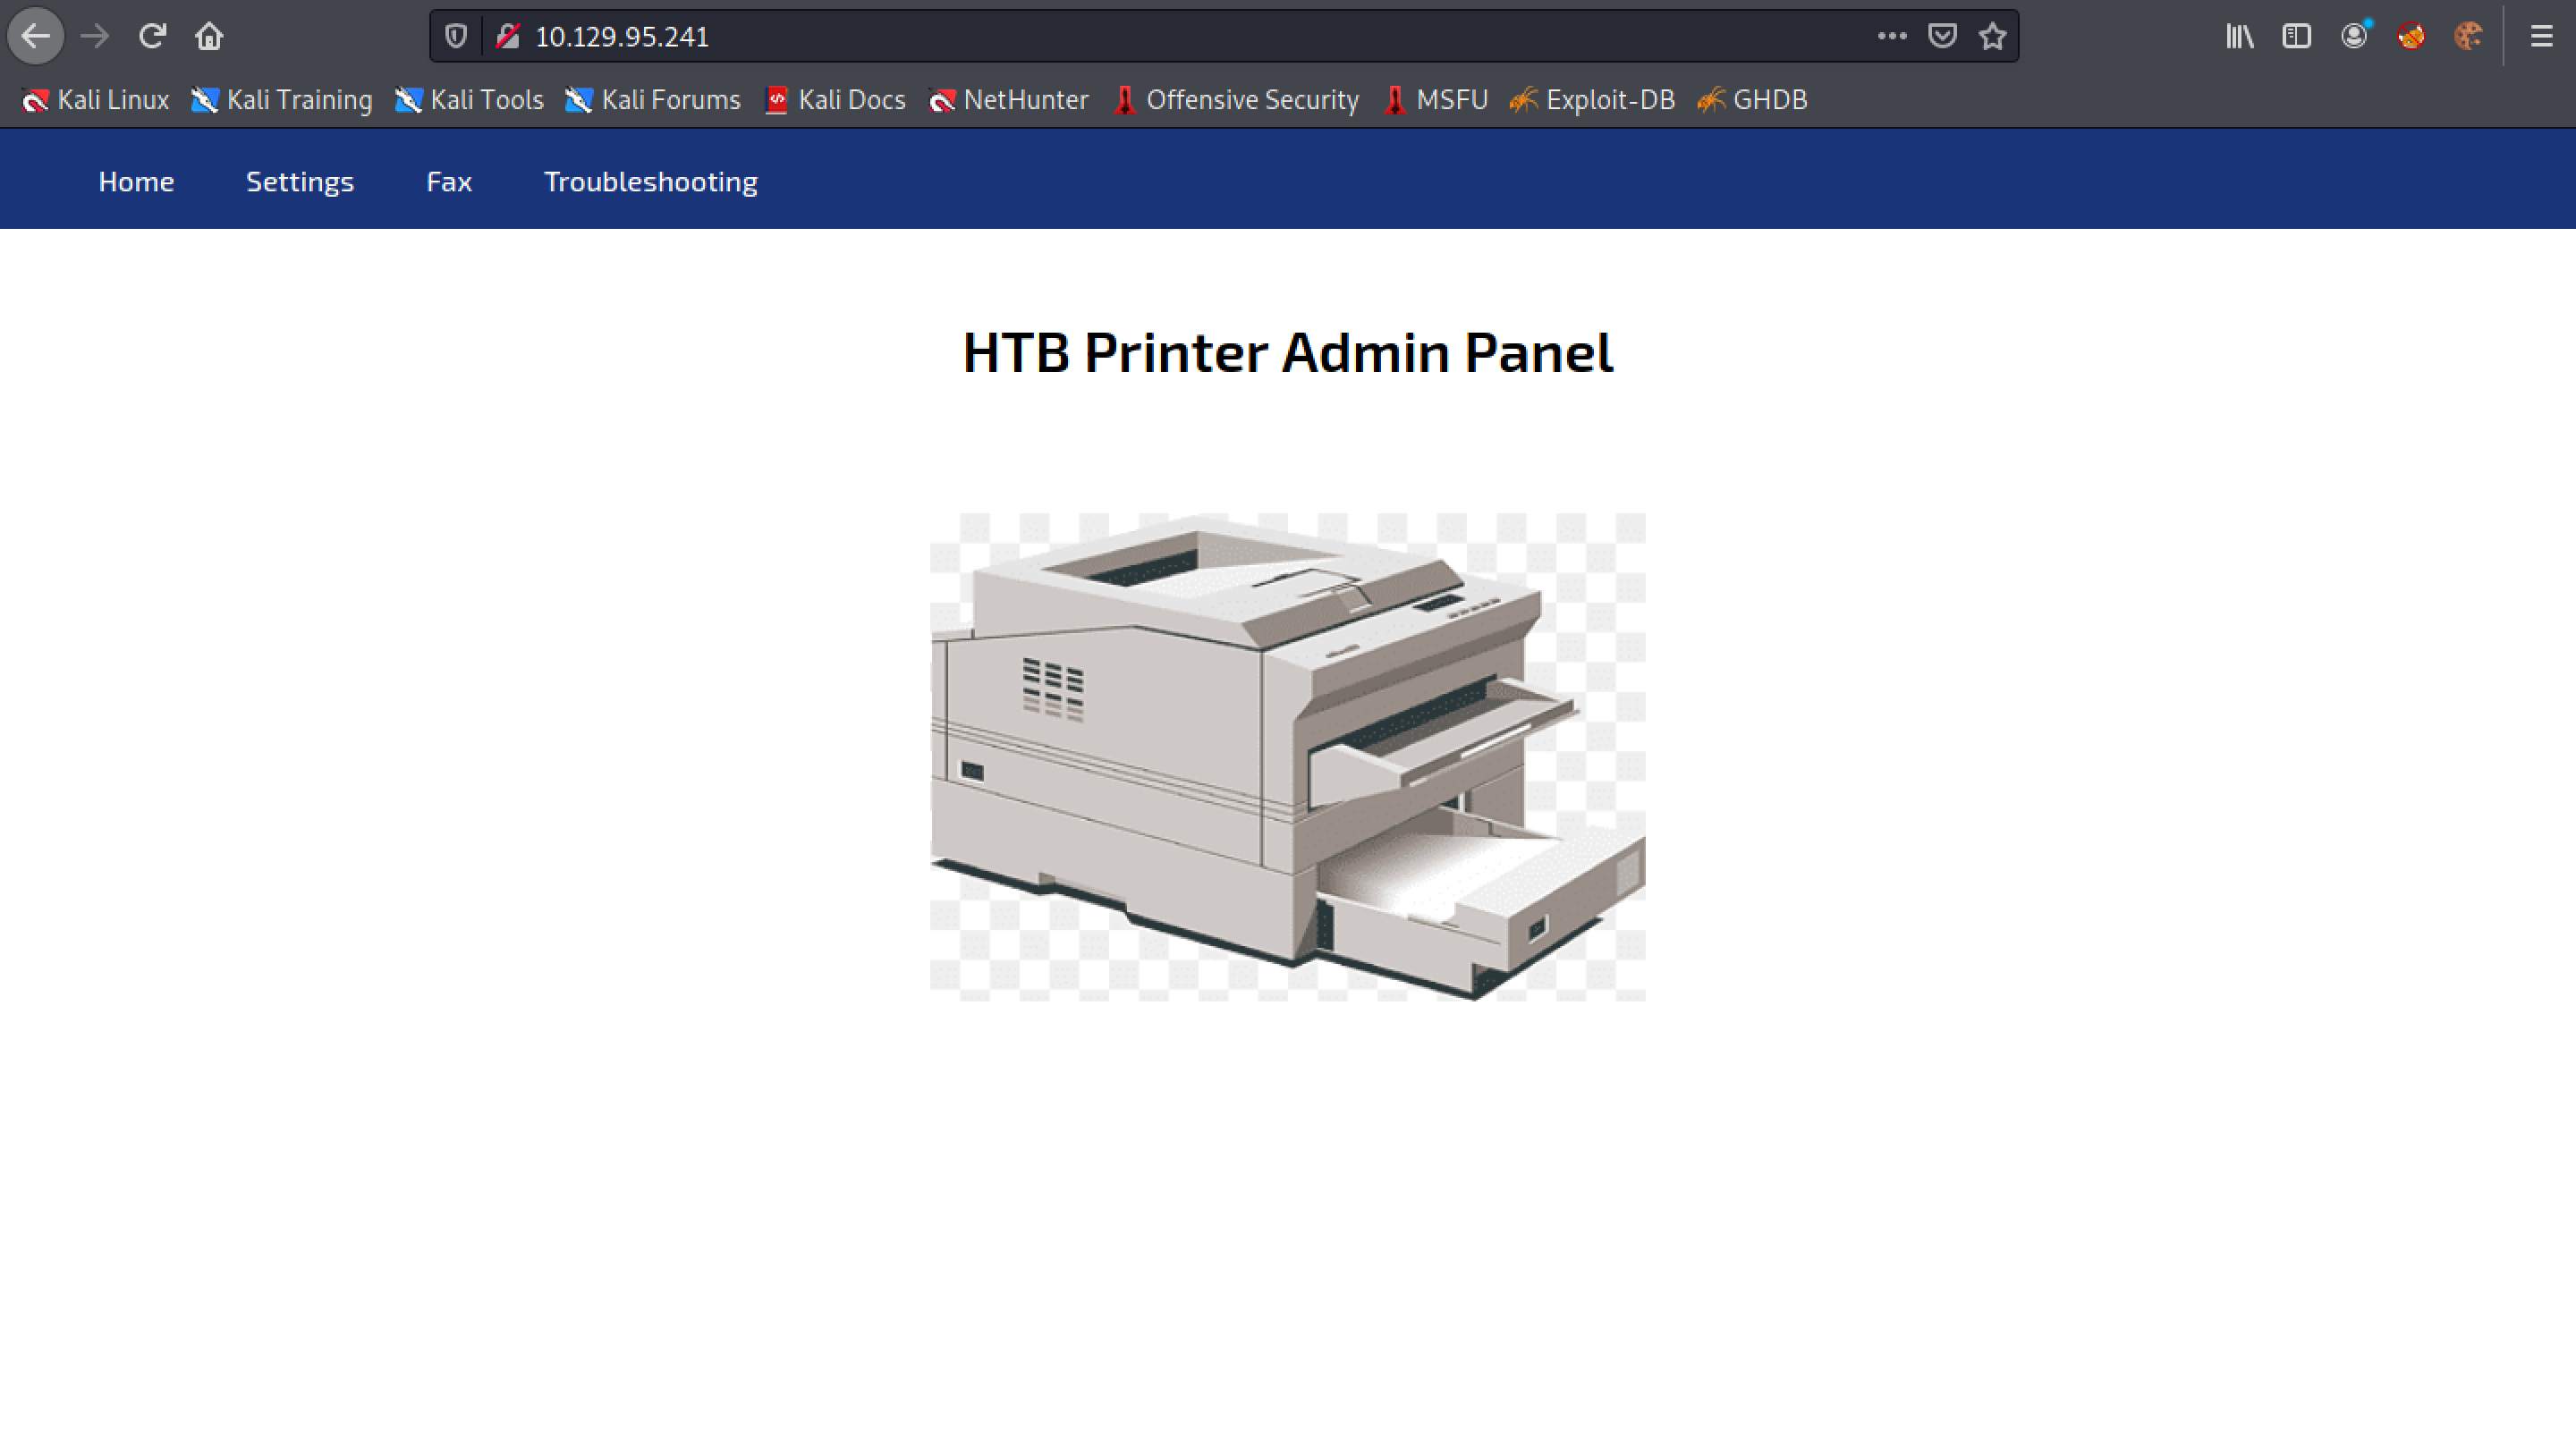 10.129.95.241
Kali Linux Kali Training Kali Tools Kali Forums Kali Docs NetHunter Offensive Security MSFU Exploit-DB GHDB
Home Settings Fax Troubleshooting
HTB Printer Admin Panel